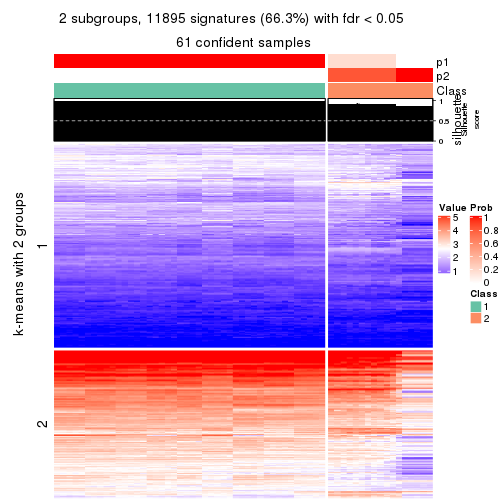 2 subgroups, 11895 signatures (66.3%) with fdr < 0.05
61 confident samples
p1
p2
Class
silhouette
Silhouette
score
1
0.5
0
k-means with 2 groups
1
2
Value
5
4
3
2
1
Prob
1
0.8
0.6
0.4
0.2
0
Class
1
2